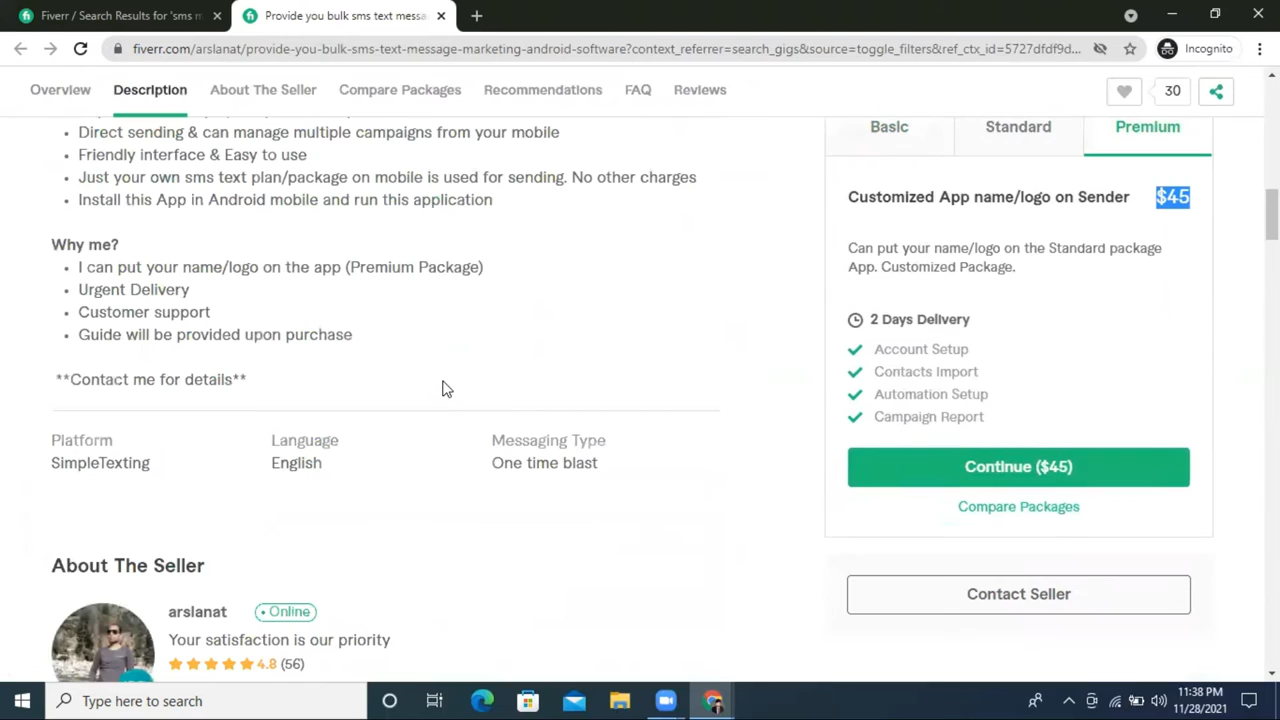 Fiverr / Search Results for 'sms m
Provide you bulk sms text messa
fiverr.com/arslanat/provide-you-bulk-sms-text-message-marketing-android-software?context_referrer=search_gigs&source=toggle_filters&ref_ctx_id=5727dfdf9d...
Incognito
Overview
Description
About The Seller
Compare Packages
Recommendations
FAQ
Reviews
30
Direct sending & can manage multiple campaigns from your mobile
Friendly interface & Easy to use
Just your own sms text plan/package on mobile is used for sending. No other charges
Install this App in Android mobile and run this application
Why me?
I can put your name/logo on the app (Premium Package)
Urgent Delivery
Customer support
Guide will be provided upon purchase
**Contact me for details**
Platform
SimpleTexting
Language
English
Messaging Type
One time blast
About The Seller
arslanat
• Online
Your satisfaction is our priority
4.8 (56)
Basic
Standard
Premium
Customized App name/logo on Sender
$45
Can put your name/logo on the Standard package
App. Customized Package.
2 Days Delivery
Account Setup
Contacts Import
Automation Setup
Campaign Report
Continue ($45)
Compare Packages
Contact Seller
Type here to search
11:38 PM
11/28/2021